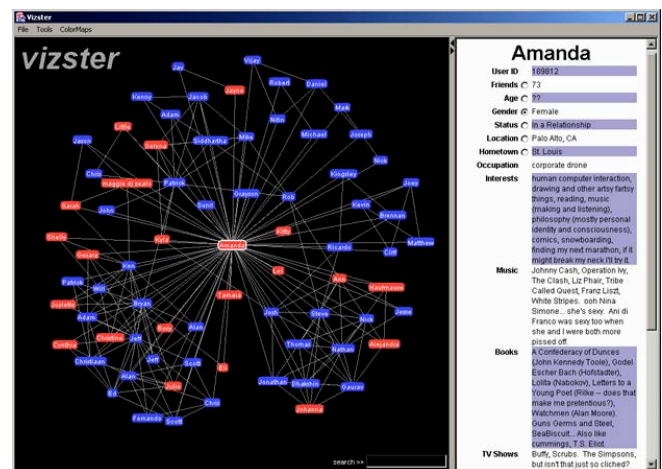 Vizster
File Tools ColorMaps
vizster
Jay
Vijay
Robert
Daniel
Jayne
Kenny
Jacob
Mark
Adam
Nitin
Little
Siddhartha
Mike
Michael
Joseph
Jason
Selena
Nick
Chris
Kingsley
maggie
Patrick
Joey
Grayson
Rob
Sarah
John
Sunil
Kevin
Brennan
Shelly
Kyla
Kitty
Matthew
Amanda
Ricardo
Cliff
Ken
Lei
Ann
Patrick
Will
Tamara
Bryan
Josh
Steve
Jesse
Adam
Roxy
Alan
Nick
Christina
Jeff
Thomas
Alejandra
Cynthia
Nathan
Christiaan
Jeff
Scott
Alan
Julie
Jonathan
Dhakshin
Gaurav
Ed
Chris
Johanna
Fernando
Scott
search >>
Amanda
User ID 189812
Friends 73
Age ??
Gender Female
Status In a Relationship
Location Palo Alto, CA
Hometown St. Louis
Occupation corporate drone
Interests human computer interaction,
drawing and other artsy fartsy
things, reading, music
(making and listening),
philosophy (mostly personal
identity and consciousness),
comics, snowboarding,
finding my next marathon, if it
might break my neck I'll try it.
Music Johnny Cash, Operation Ivy,
The Clash, Liz Phair, Tribe
Called Quest, Franz Liszt,
White Stripes. ooh Nina
Simone... she's sexy. Ani di
Franco was sexy too when
she and I were both more
pissed off.
Books A Confederacy of Dunces
(John Kennedy Toole), Godel
Escher Bach (Hofstadter),
Lolita (Nabokov), Letters to a
Young Poet (Rilke -- does that
make me pretentious?),
Watchmen (Alan Moore).
Guns Germs and Steel,
SeaBiscuit... Also like
cummings, T.S. Eliot.
TV Shows Buffy, Scrubs. The Simpsons,
but isn't that just so cliched?